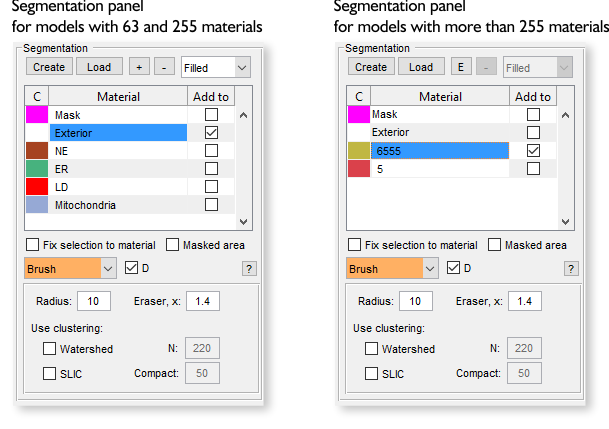 Segmentation panel
for models with 63 and 255 materials
Segmentation
Create Load + - Filled
C Material Add to
Mask
Exterior
NE
ER
LD
Mitochondria
Fix selection to material Masked area
Brush D ?
Radius: 10 Eraser, x: 1.4
Use clustering:
Watershed N: 220
SLIC Compact: 50
Segmentation panel
for models with more than 255 materials
Segmentation
Create Load E - Filled
C Material Add to
Mask
Exterior
6555
5
Fix selection to material Masked area
Brush D ?
Radius: 10 Eraser, x: 1.4
Use clustering:
Watershed N: 220
SLIC Compact: 50